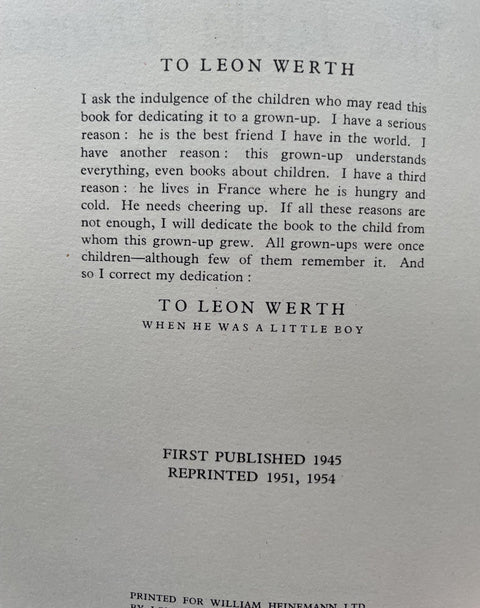 TO LEON WERTH
I ask the indulgence of the children who may read this
book for dedicating it to a grown-up. I have a serious
reason : he is the best friend I have in the world. I
have another reason : this grown-up understands
everything, even books about children. I have a third
reason : he lives in France where he is hungry and
cold. He needs cheering up. If all these reasons are
not enough, I will dedicate the book to the child from
whom this grown-up grew. All grown-ups were once
children—although few of them remember it. And
so I correct my dedication :
TO LEON WERTH
WHEN HE WAS A LITTLE BOY
FIRST PUBLISHED 1945
REPRINTED 1951, 1954
PRINTED FOR WILLIAM HEINEMANN LTD